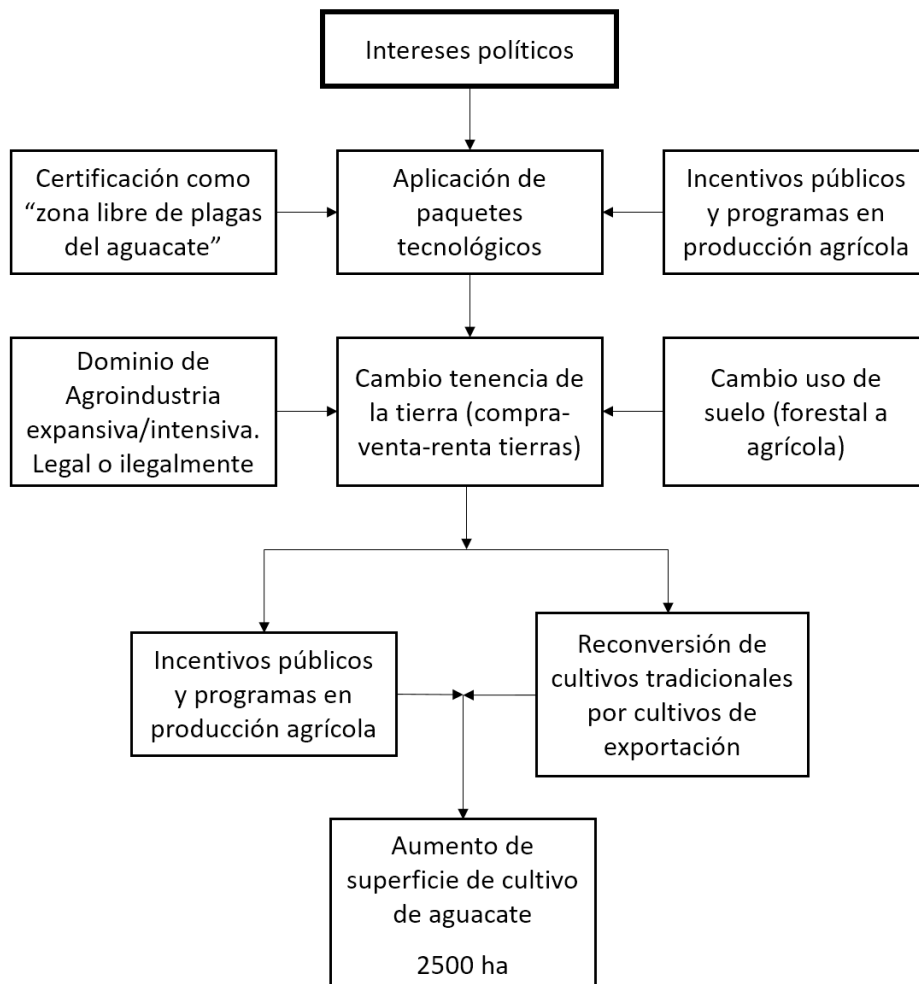 Intereses políticos
Certificación como
“zona libre de plagas
del aguacate”
Aplicación de
paquetes
tecnológicos
Incentivos públicos
y programas en
producción agrícola
Dominio de
Agroindustria
expansiva/intensiva.
Legal o ilegalmente
Cambio tenencia de
la tierra (compra-
venta-renta tierras)
Cambio uso de
suelo (forestal a
agrícola)
Incentivos públicos
y programas en
producción agrícola
Reconversión de
cultivos tradicionales
por cultivos de
exportación
Aumento de
superficie de cultivo
de aguacate
2500 ha